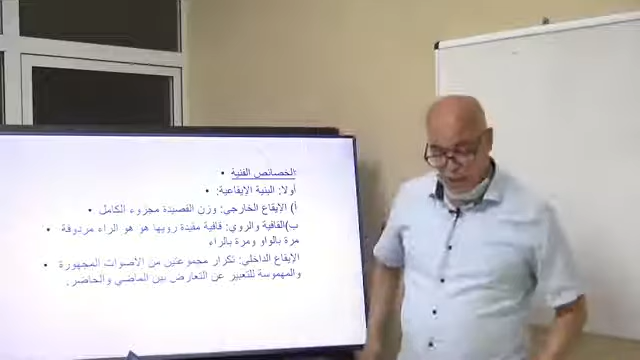 الخصائص الفنية:
أولا: البنية الإيقاعية:
أ) الإيقاع الخارجي: وزن القصيدة مجزوء الكامل
ب)القافية والروي: قافية مقيدة رويها هو هو الراء مردوفة
مرة بالواو ومرة بالراء
الإيقاع الداخلي: تكرار مجموعتين من الأصوات المجهورة
والمهموسة للتعبير عن التعارض بين الماضي والحاضر.